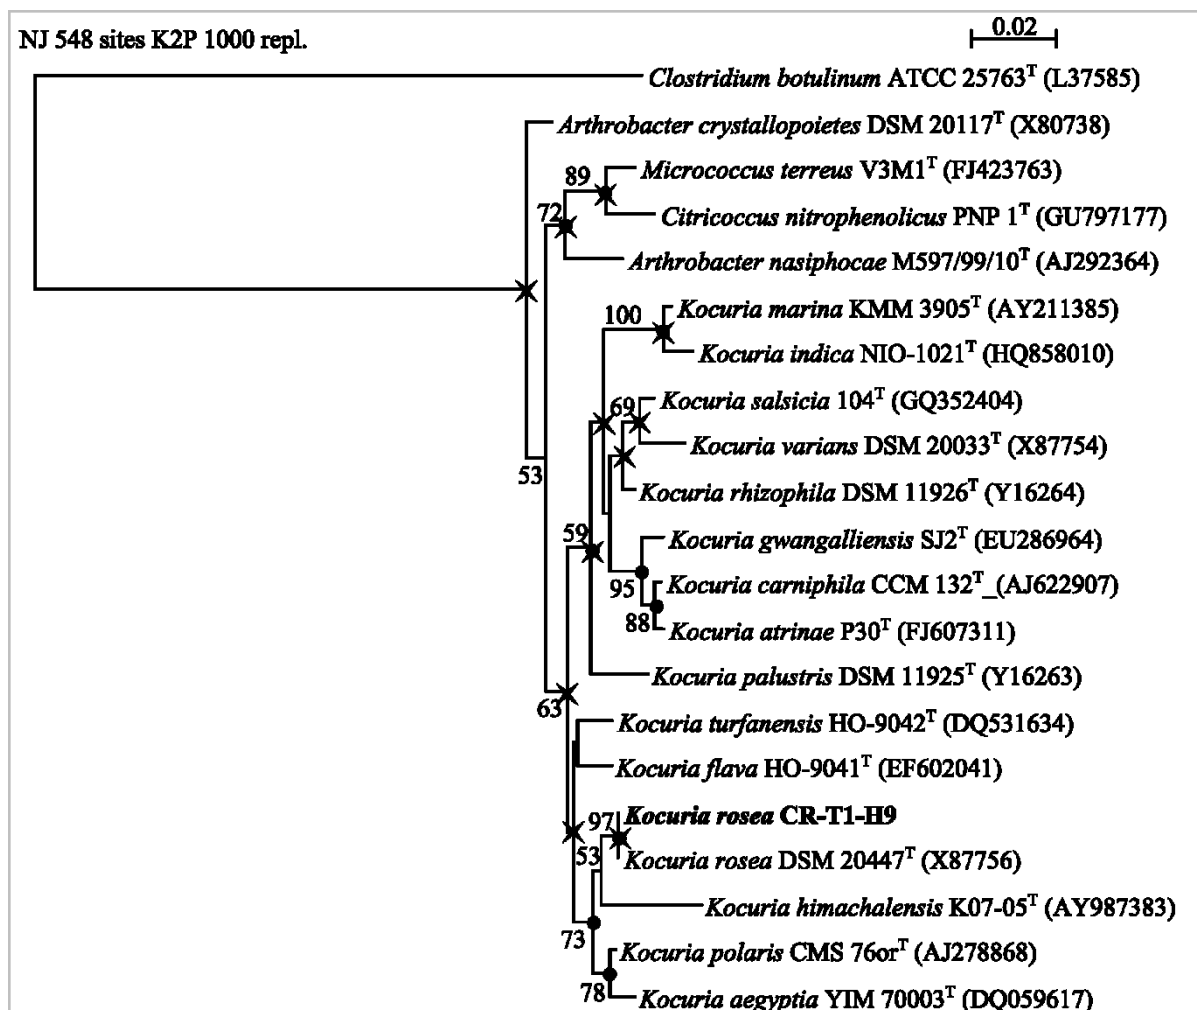 NJ 548 sites K2P 1000 repl.
0.02
Clostridium botulinum ATCC 25763ᵀ (L37585)
Arthrobacter crystallopoietes DSM 20117ᵀ (X80738)
89
Micrococcus terreus V3M1ᵀ (FJ423763)
72
Citricoccus nitrophenolicus PNP 1ᵀ (GU797177)
Arthrobacter nasiphocae M597/99/10ᵀ (AJ292364)
100
Kocuria marina KMM 3905ᵀ (AY211385)
Kocuria indica NIO-1021ᵀ (HQ858010)
69
Kocuria salsicia 104ᵀ (GQ352404)
Kocuria varians DSM 20033ᵀ (X87754)
53
Kocuria rhizophila DSM 11926ᵀ (Y16264)
59
Kocuria gwangalliensis SJ2ᵀ (EU286964)
95
Kocuria carniphila CCM 132ᵀ_(AJ622907)
88
Kocuria atrinae P30ᵀ (FJ607311)
Kocuria palustris DSM 11925ᵀ (Y16263)
63
Kocuria turfanensis HO-9042ᵀ (DQ531634)
Kocuria flava HO-9041ᵀ (EF602041)
97
Kocuria rosea CR-T1-H9
53
Kocuria rosea DSM 20447ᵀ (X87756)
Kocuria himachalensis K07-05ᵀ (AY987383)
73
Kocuria polaris CMS 76orᵀ (AJ278868)
78
Kocuria aegyptia YIM 70003ᵀ (DQ059617)